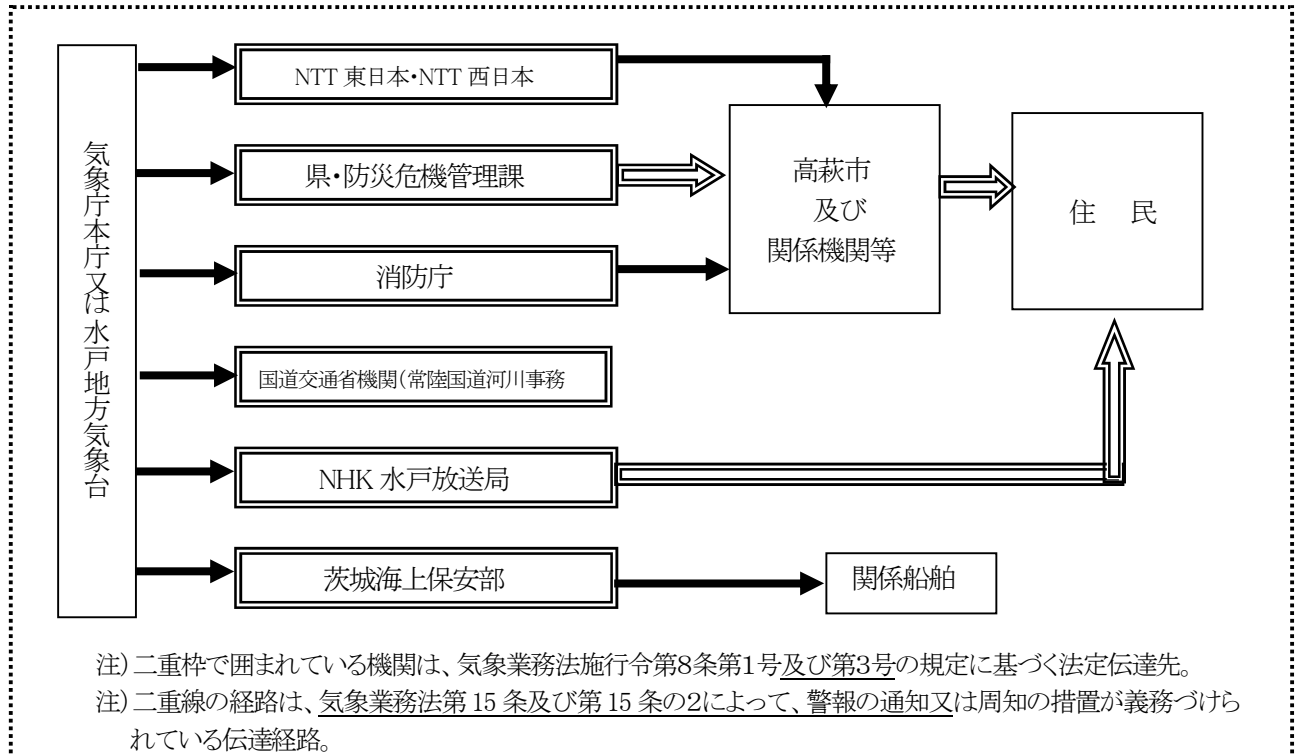 気象庁本庁又は水戸地方気象台
NTT 東日本・NTT 西日本
県・防災危機管理課
消防庁
国道交通省機関（常陸国道河川事務
NHK 水戸放送局
茨城海上保安部
高萩市
及び
関係機関等
住 民
関係船舶
注）二重枠で囲まれている機関は、気象業務法施行令第8条第1号及び第3号の規定に基づく法定伝達先。
注）二重線の経路は、気象業務法第 15 条及び第 15 条の2によって、警報の通知又は周知の措置が義務づけら
れている伝達経路。